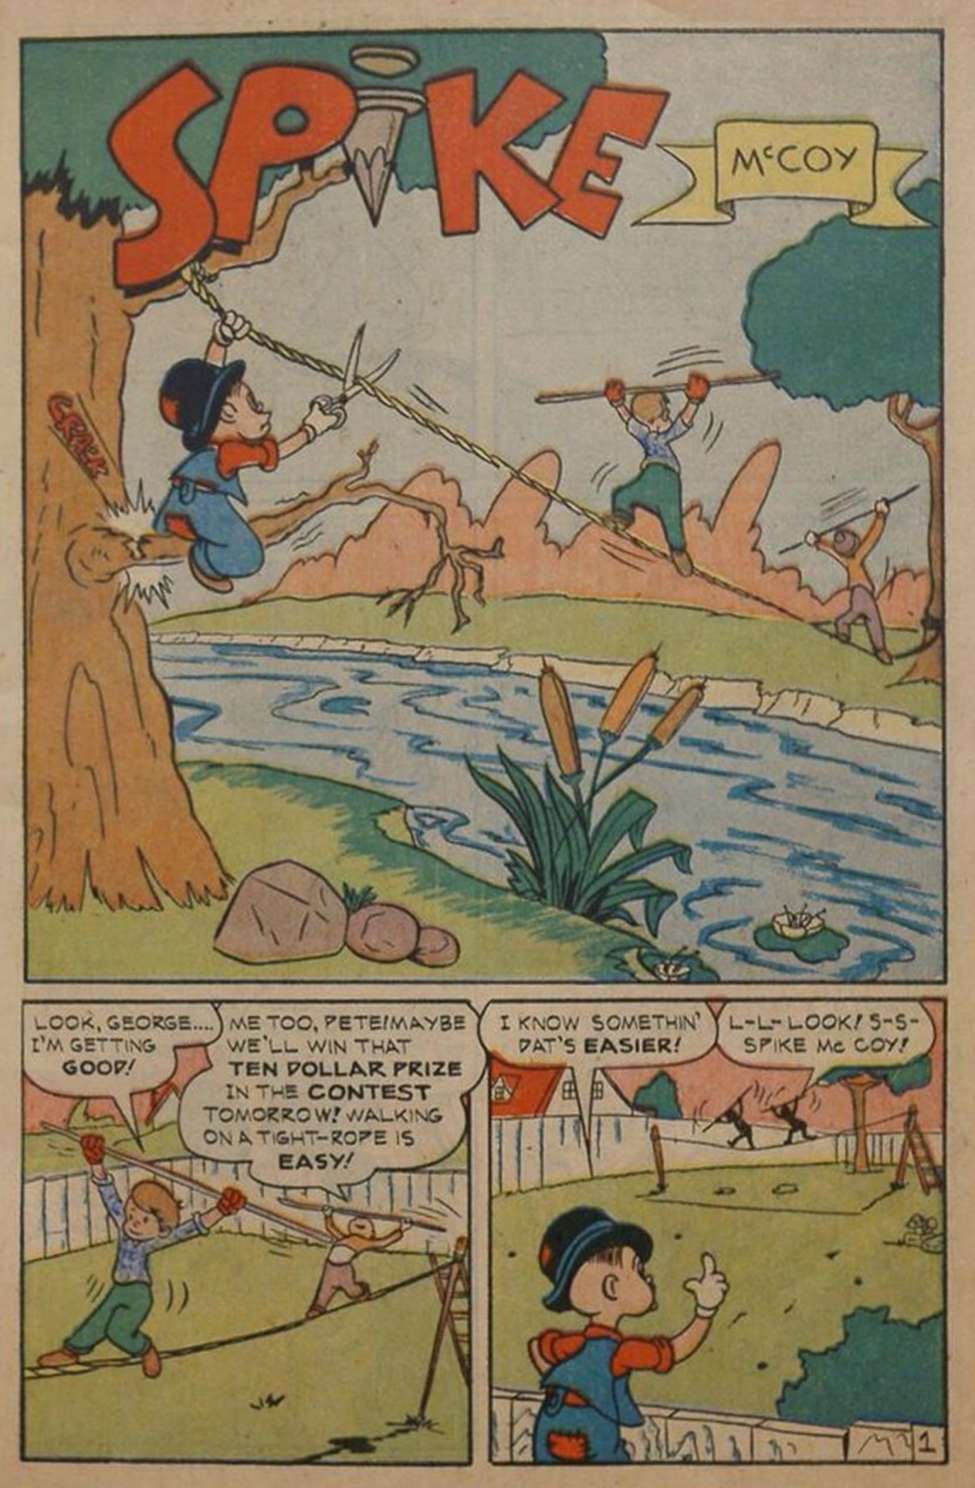 SPIKE
McCOY
CRACK
LOOK, GEORGE....
I'M GETTING
GOOD!
ME TOO, PETE! MAYBE
WE'LL WIN THAT
TEN DOLLAR PRIZE
IN THE CONTEST
TOMORROW! WALKING
ON A TIGHT-ROPE IS
EASY!
I KNOW SOMETHIN'
DAT'S EASIER!
L-L-LOOK! S-S-
SPIKE Mc COY!
1